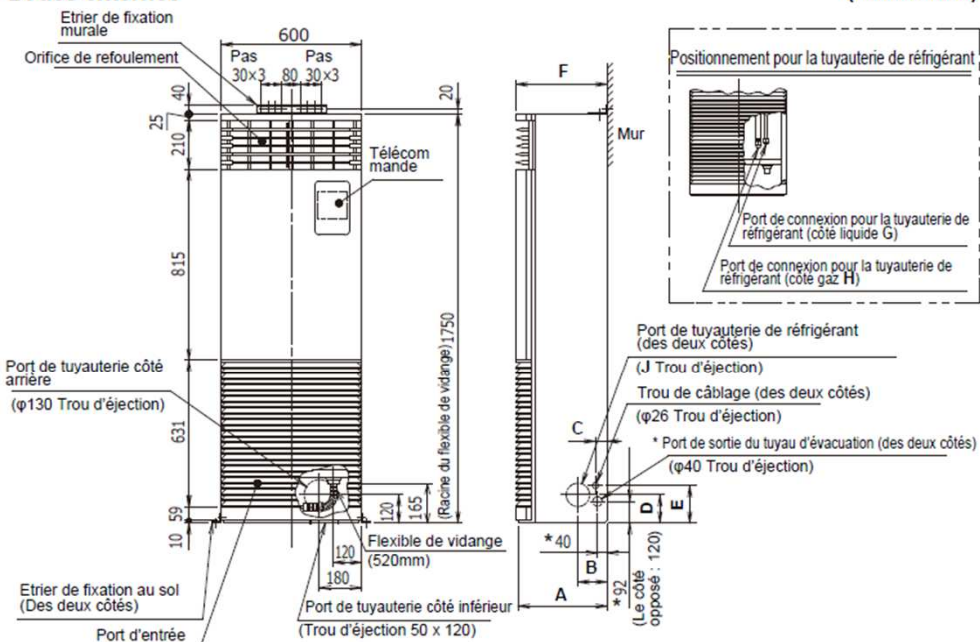 Etrier de fixation
murale
Orifice de refoulement
600
Pas
30×3
80
Pas
30×3
40
25
210
815
631
59
10
Télécom
mande
20
1750
(Racine du flexible de vidange)
165
120
120
180
Port de tuyauterie côté
arrière
(φ130 Trou d'éjection)
Flexible de vidange
(520mm)
Etrier de fixation au sol
(Des deux côtés)
Port d'entrée
Port de tuyauterie côté inférieur
(Trou d'éjection 50 x 120)
F
Mur
Positionnement pour la tuyauterie de réfrigérant
Port de connexion pour la tuyauterie de
réfrigérant (côté liquide G)
Port de connexion pour la tuyauterie de
réfrigérant (côté gaz H)
Port de tuyauterie de réfrigérant
(des deux côtés)
(J Trou d'éjection)
Trou de câblage (des deux côtés)
(φ26 Trou d'éjection)
* Port de sortie du tuyau d'évacuation (des deux côtés)
(φ40 Trou d'éjection)
C
D
E
*40
B
A
*92
(Le côté
opposé : 120)